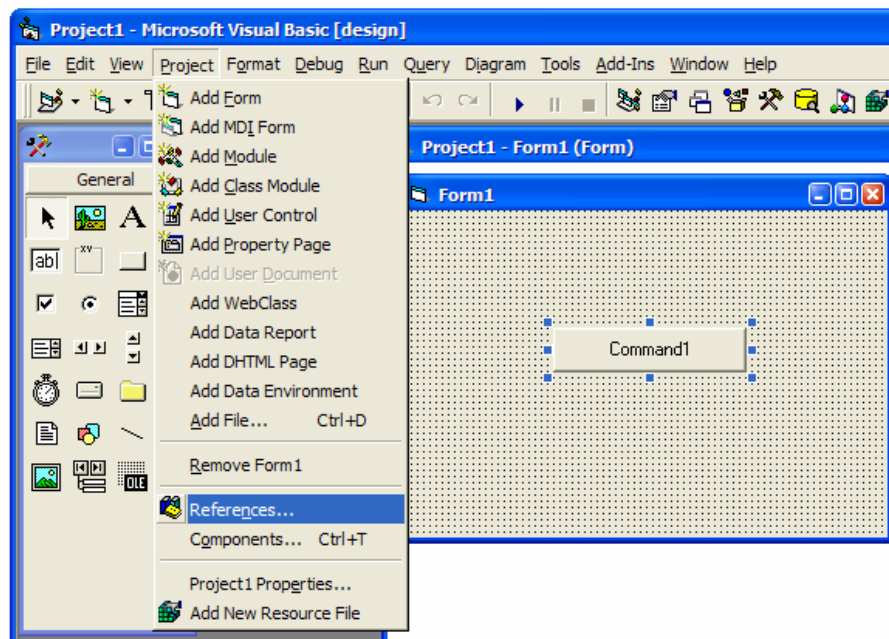 Project1 - Microsoft Visual Basic [design]
File Edit View Project Format Debug Run Query Diagram Tools Add-Ins Window Help
General
A
abl
xy
OLE
Add Form
Add MDI Form
Add Module
Add Class Module
Add User Control
Add Property Page
Add User Document
Add WebClass
Add Data Report
Add DHTML Page
Add Data Environment
Add File... Ctrl+D
Remove Form1
References...
Components... Ctrl+T
Project1 Properties...
Add New Resource File
Project1 - Form1 (Form)
Form1
Command1